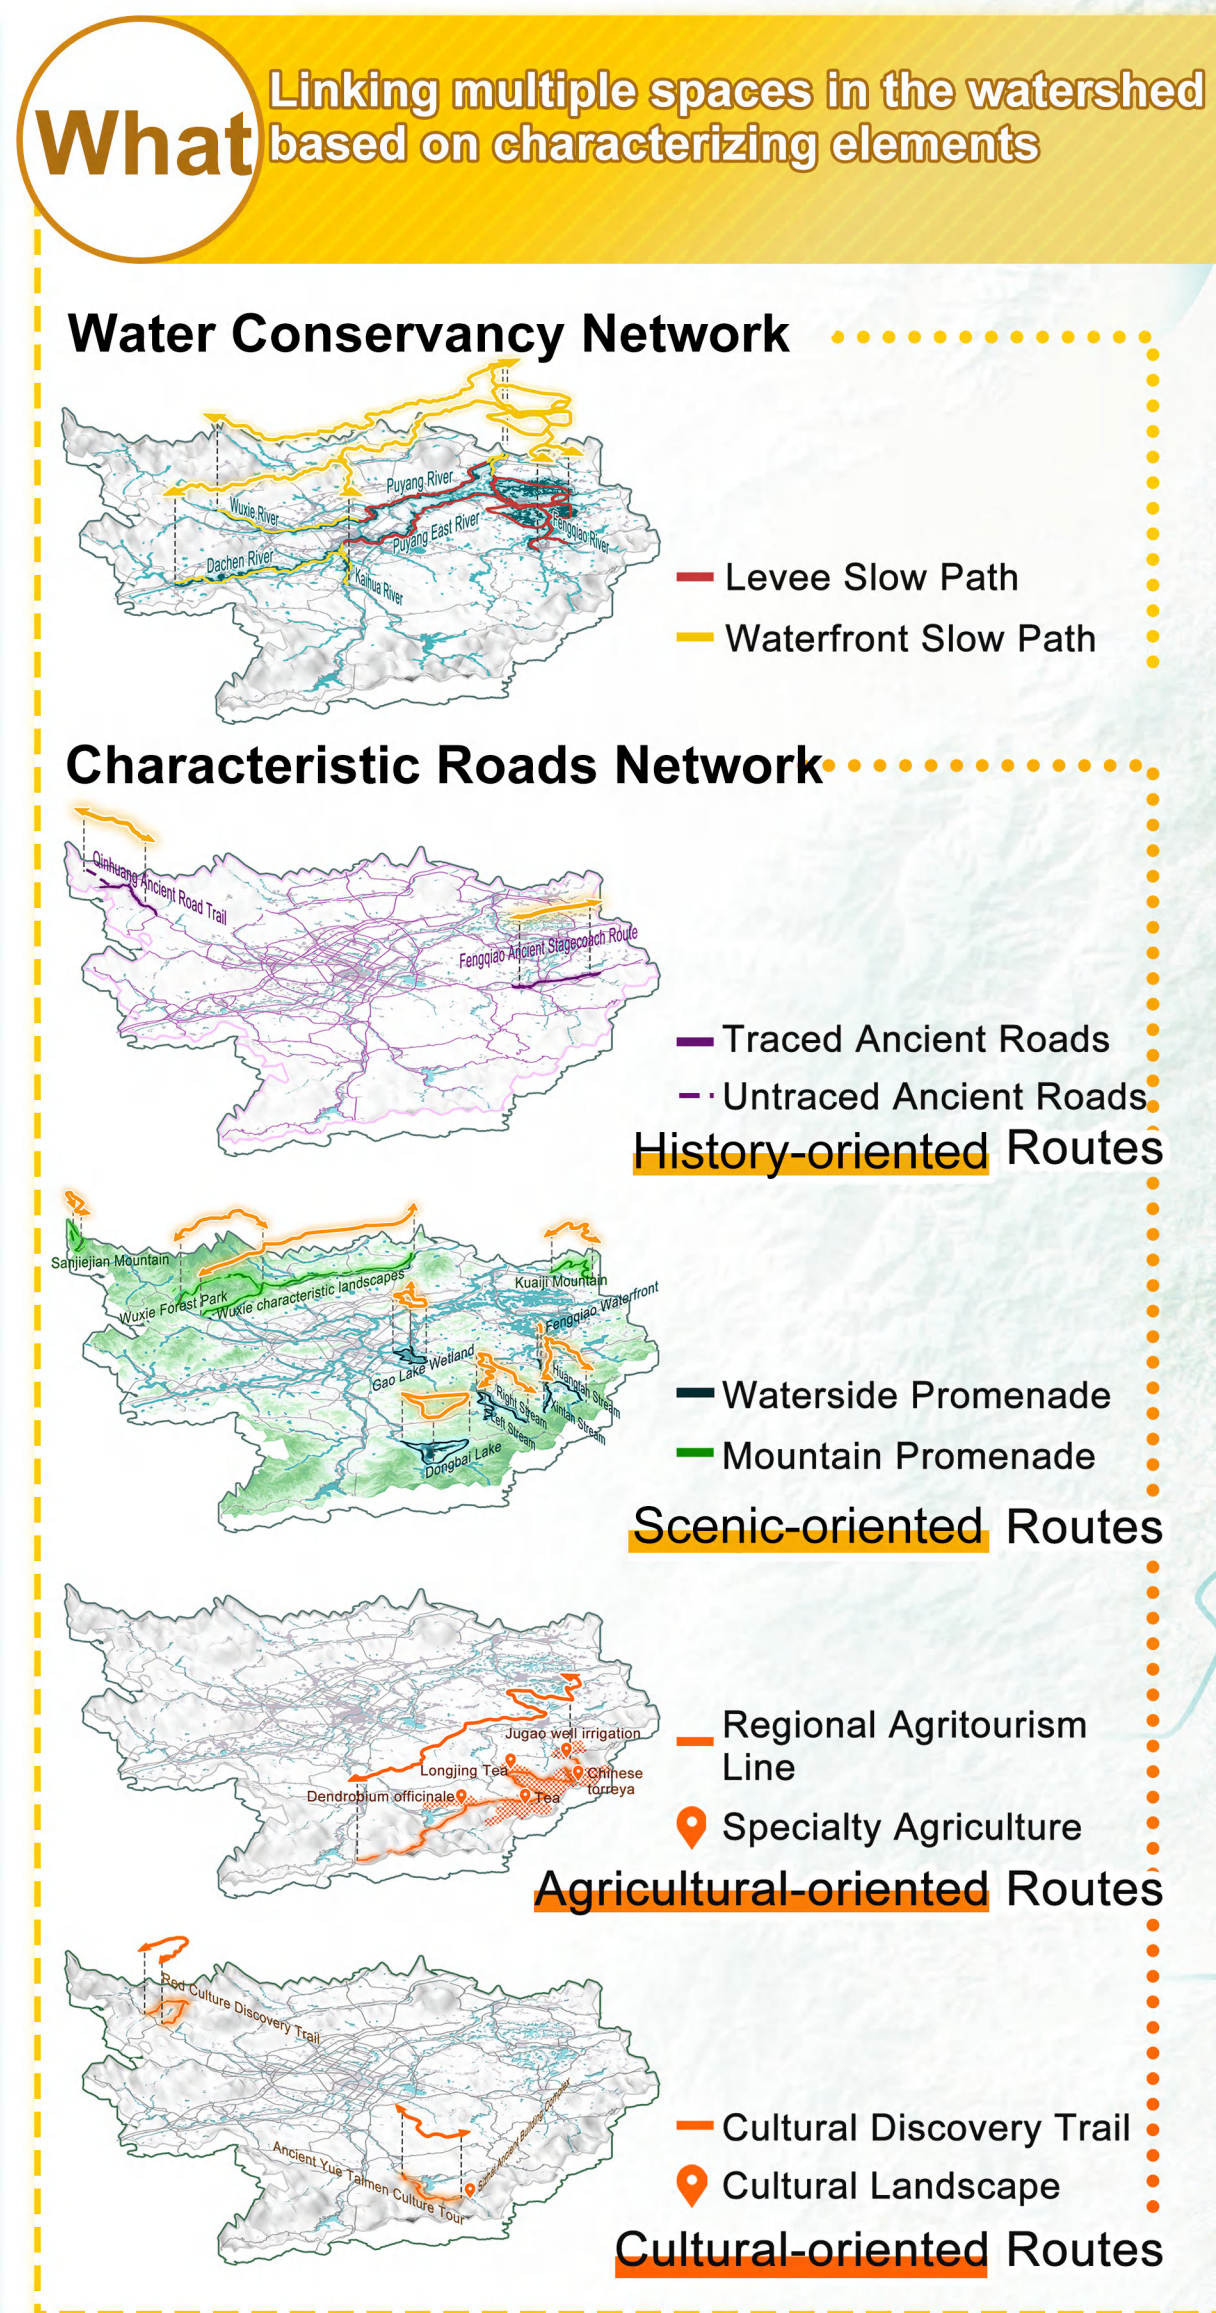 What
Linking multiple spaces in the watershed
based on characterizing elements
Water Conservancy Network
Puyang River
Wuxie River
Puyang East River
Fengqiao River
Dachen River
Kaihua River
Levee Slow Path
Waterfront Slow Path
Characteristic Roads Network
Qinhuang Ancient Road Trail
Fengqiao Ancient Stagecoach Route
Traced Ancient Roads
Untraced Ancient Roads
History-oriented Routes
Sanjiejian Mountain
Kuaiji Mountain
Wuxie Forest Park
Wuxie characteristic landscapes
Fengqiao Waterfront
Gao Lake Wetland
Huangtan Stream
Right Stream
Xintan Stream
Left Stream
Dongbai Lake
Waterside Promenade
Mountain Promenade
Scenic-oriented Routes
Jugao well irrigation
Longjing Tea
Chinese
torreya
Dendrobium officinale
Tea
Regional Agritourism
Line
Specialty Agriculture
Agricultural-oriented Routes
Red Culture Discovery Trail
Sizhai Ancient Building Complex
Ancient Yue Taimen Culture Tour
Cultural Discovery Trail
Cultural Landscape
Cultural-oriented Routes